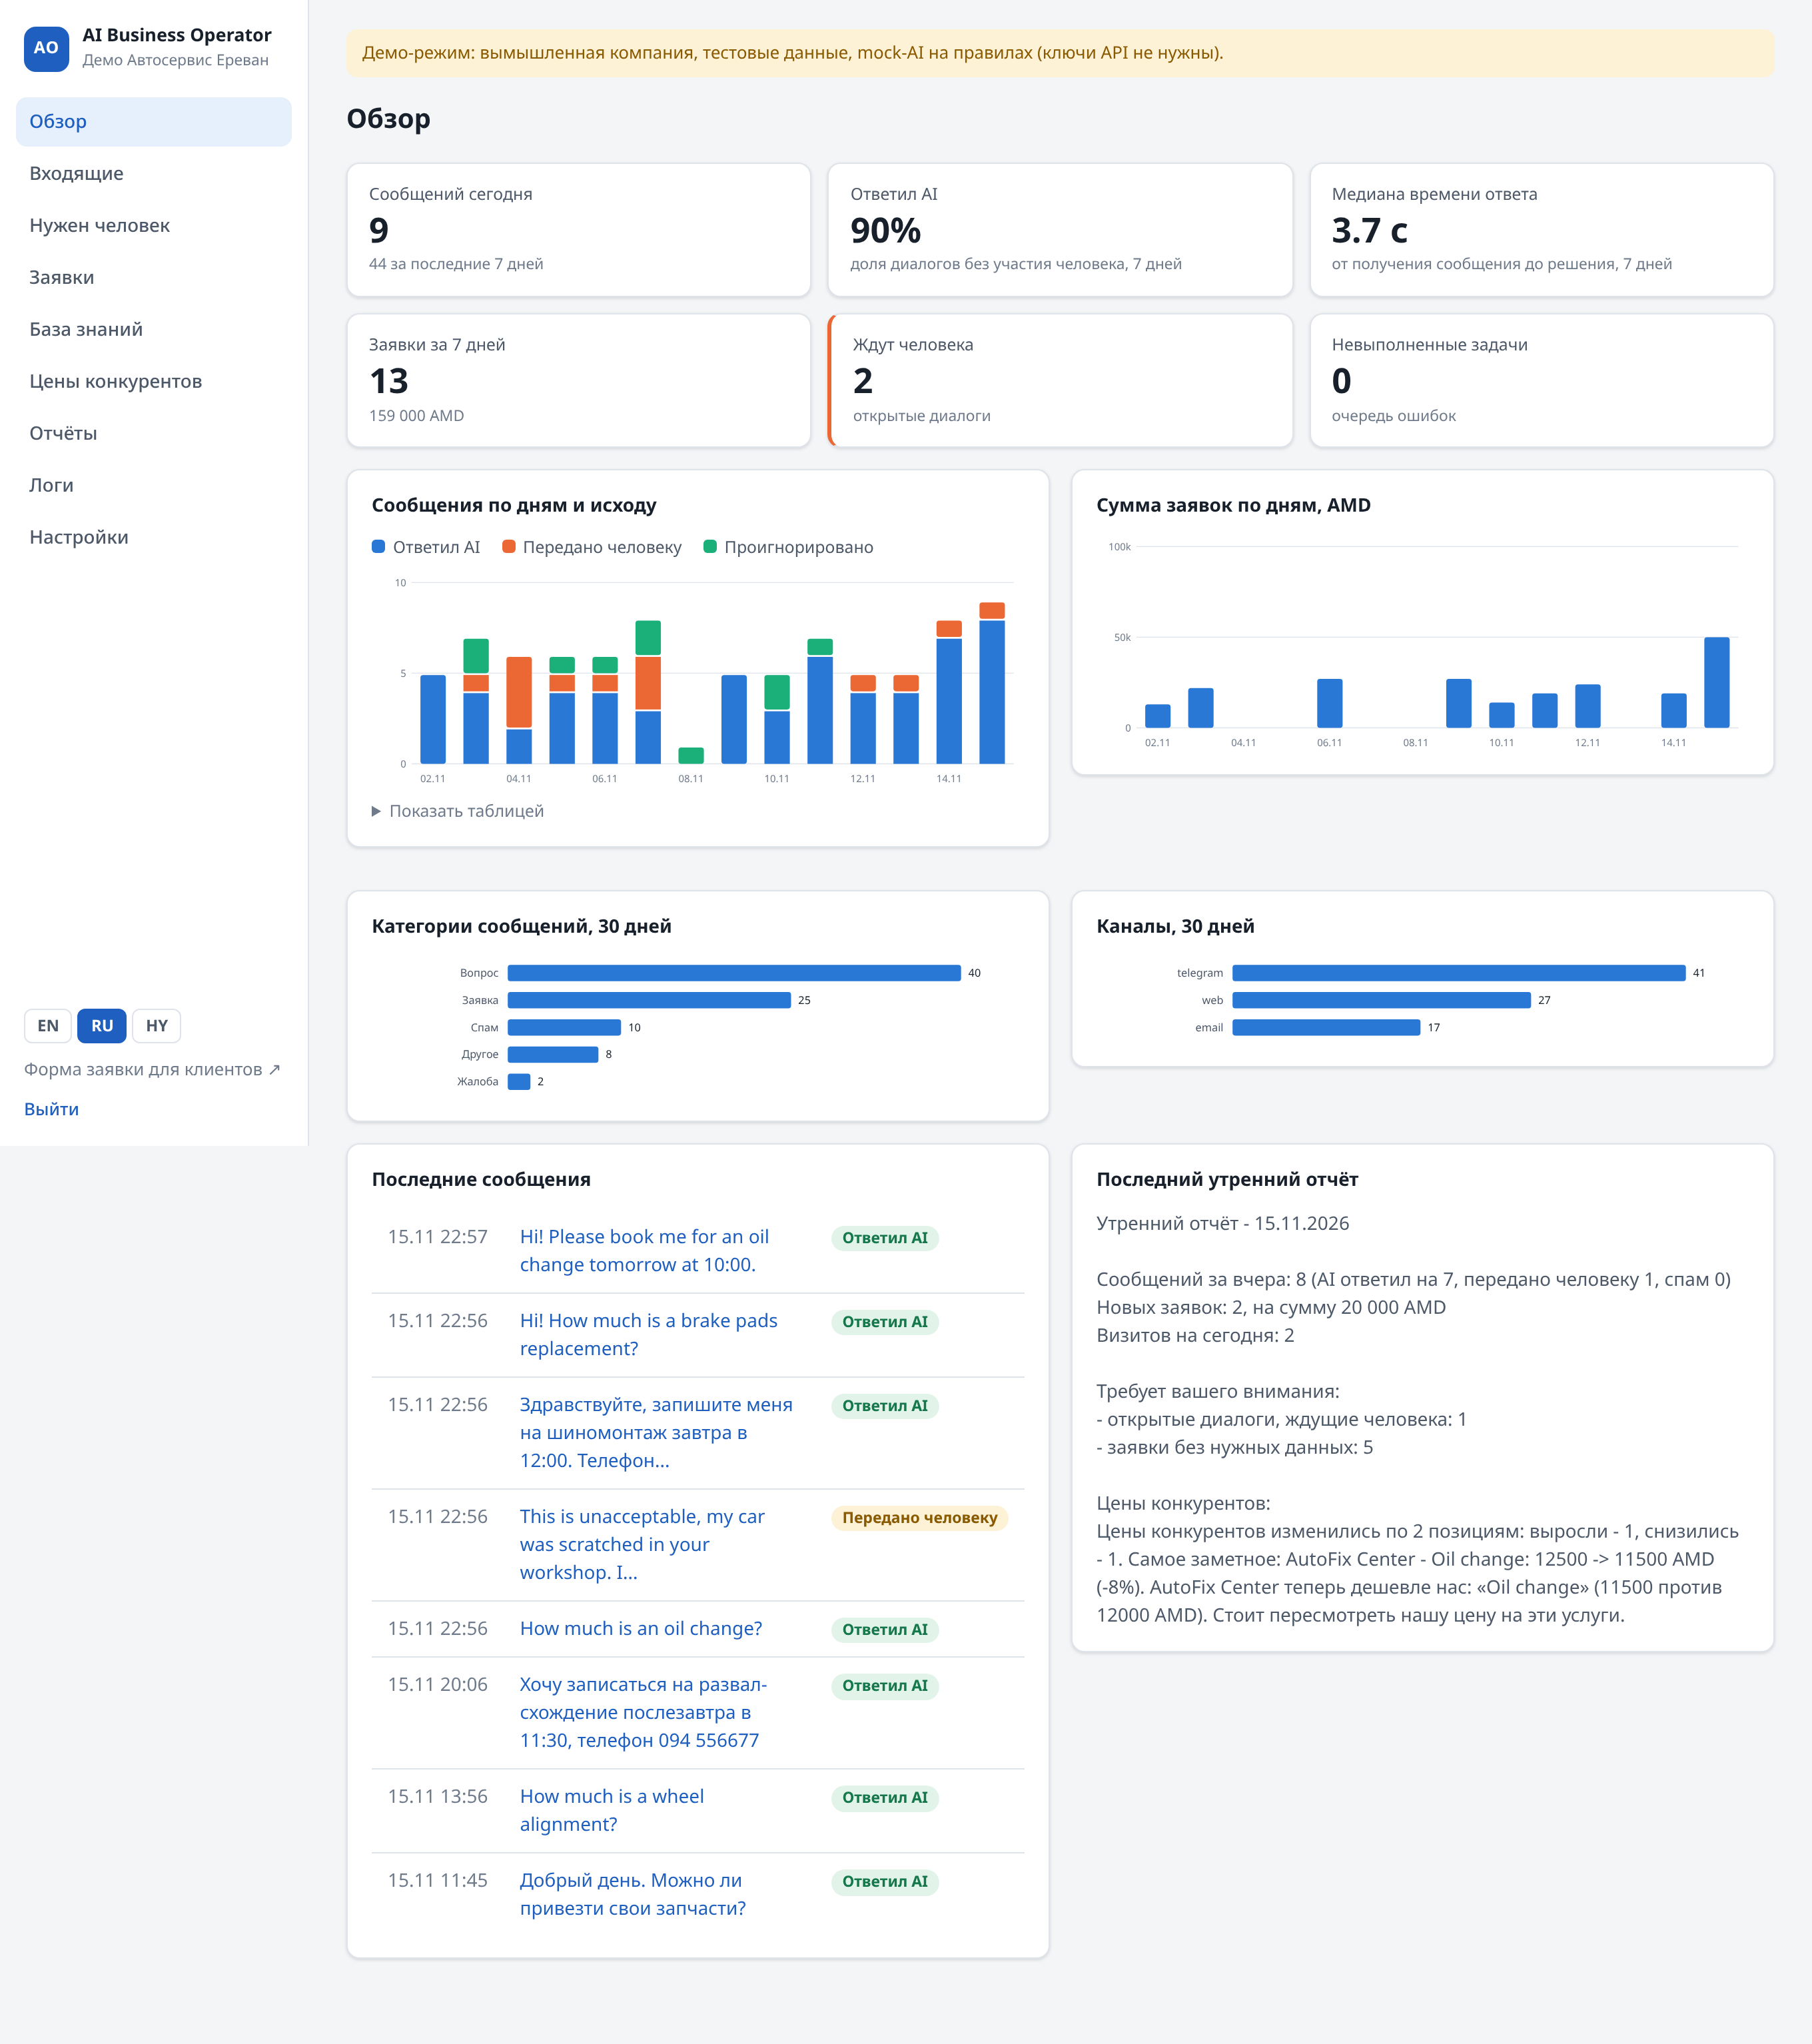 AO
AI Business Operator
Демо Автосервис Ереван
Обзор
Входящие
Нужен человек
Заявки
База знаний
Цены конкурентов
Отчёты
Логи
Настройки
EN RU HY
Форма заявки для клиентов ↗
Выйти
Демо-режим: вымышленная компания, тестовые данные, mock-AI на правилах (ключи API не нужны).
Обзор
Сообщений сегодня
9
44 за последние 7 дней
Ответил AI
90%
доля диалогов без участия человека, 7 дней
Медиана времени ответа
3.7 с
от получения сообщения до решения, 7 дней
Заявки за 7 дней
13
159 000 AMD
Ждут человека
2
открытые диалоги
Невыполненные задачи
0
очередь ошибок
Сообщения по дням и исходу
Ответил AI Передано человеку Проигнорировано
10
5
0
02.11 04.11 06.11 08.11 10.11 12.11 14.11
▶ Показать таблицей
Сумма заявок по дням, AMD
100k
50k
0
02.11 04.11 06.11 08.11 10.11 12.11 14.11
Категории сообщений, 30 дней
Вопрос 40
Заявка 25
Спам 10
Другое 8
Жалоба 2
Каналы, 30 дней
telegram 41
web 27
email 17
Последние сообщения
15.11 22:57 Hi! Please book me for an oil Ответил AI
change tomorrow at 10:00.
15.11 22:56 Hi! How much is a brake pads Ответил AI
replacement?
15.11 22:56 Здравствуйте, запишите меня Ответил AI
на шиномонтаж завтра в
12:00. Телефон...
15.11 22:56 This is unacceptable, my car Передано человеку
was scratched in your
workshop. I...
15.11 22:56 How much is an oil change? Ответил AI
15.11 20:06 Хочу записаться на развал- Ответил AI
схождение послезавтра в
11:30, телефон 094 556677
15.11 13:56 How much is a wheel Ответил AI
alignment?
15.11 11:45 Добрый день. Можно ли Ответил AI
привезти свои запчасти?
Последний утренний отчёт
Утренний отчёт - 15.11.2026
Сообщений за вчера: 8 (AI ответил на 7, передано человеку 1, спам 0)
Новых заявок: 2, на сумму 20 000 AMD
Визитов на сегодня: 2
Требует вашего внимания:
- открытые диалоги, ждущие человека: 1
- заявки без нужных данных: 5
Цены конкурентов:
Цены конкурентов изменились по 2 позициям: выросли - 1, снизились
- 1. Самое заметное: AutoFix Center - Oil change: 12500 -> 11500 AMD
(-8%). AutoFix Center теперь дешевле нас: «Oil change» (11500 против
12000 AMD). Стоит пересмотреть нашу цену на эти услуги.